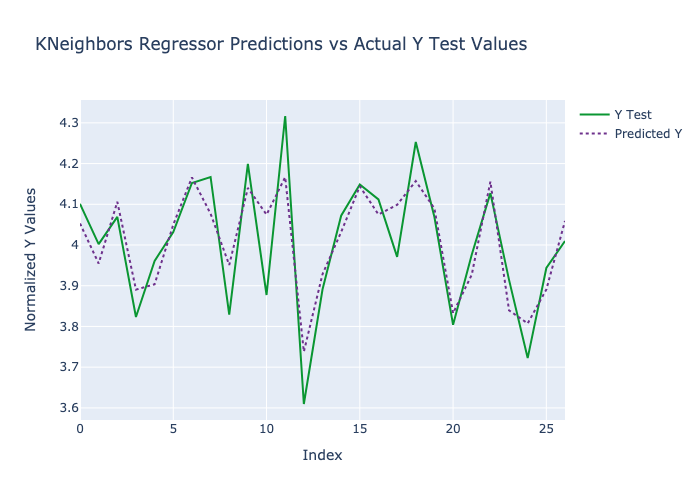 KNeighbors Regressor Predictions vs Actual Y Test Values
Y Test
Predicted Y
Normalized Y Values
4.3
4.2
4.1
4
3.9
3.8
3.7
3.6
0 5 10 15 20 25
Index